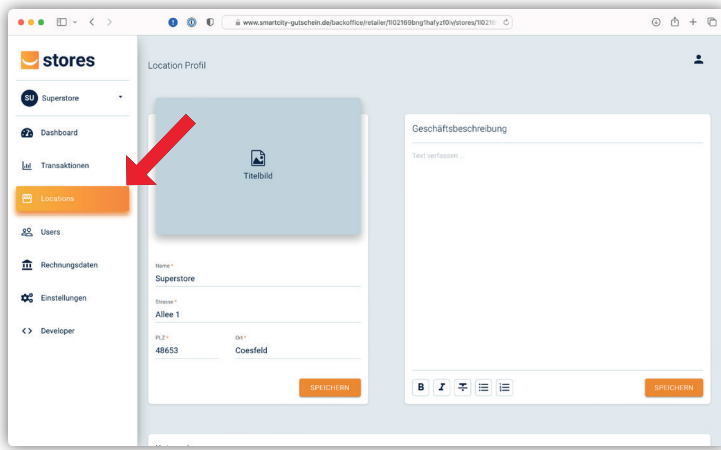 www.smartcity-gutschein.de/backoffice/retailer/
stores
SU Superstore
Dashboard
Transaktionen
Locations
Users
Rechnungsdaten
Einstellungen
Developer
Location Profil
Titelbild
Name *
Superstore
Strasse *
Allee 1
PLZ * Ort *
48653 Coesfeld
SPEICHERN
Geschäftsbeschreibung
Text verfassen...
B I T
SPEICHERN